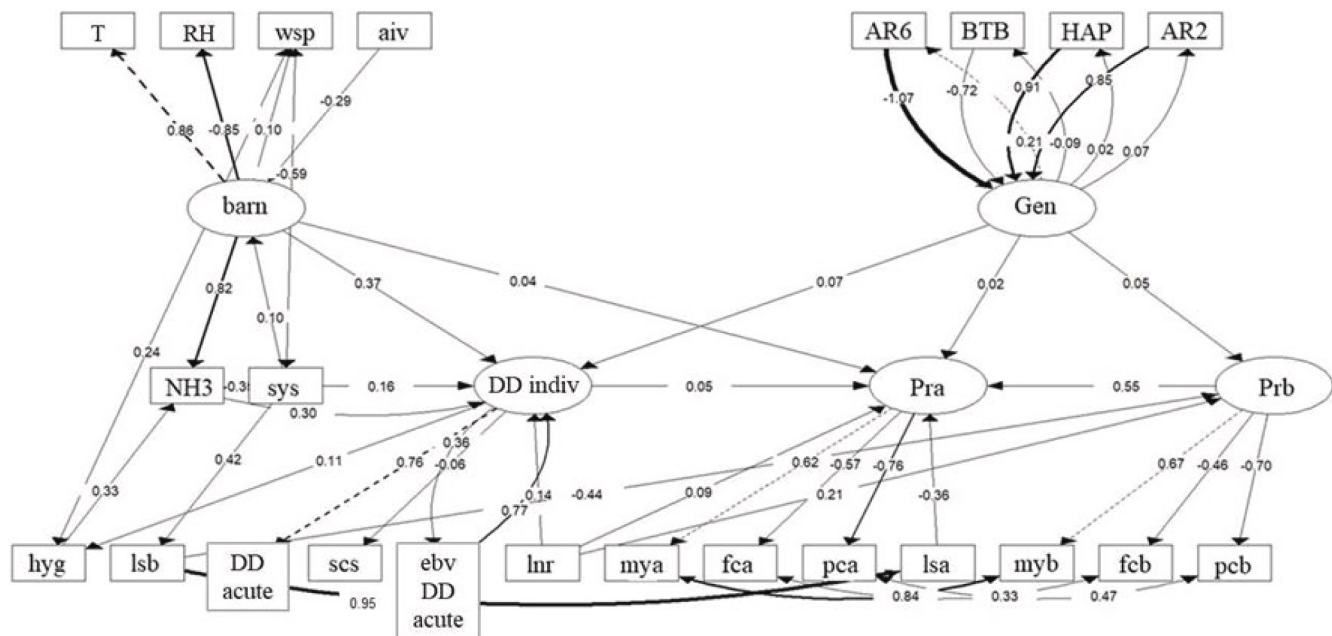 T RH wsp aiv AR6 BTB HAP AR2
0.86 -0.85 0.10 -0.29 -1.07 -0.72 0.91 0.85
-0.59 0.21 -0.09 0.02 0.07
barn Gen
0.82 0.37 0.04 0.07 0.02 0.05
0.10
0.24
NH3 sys 0.16 DD indiv 0.05 Pra 0.55 Prb
0.30
0.33 0.42 0.11 0.76 0.36 -0.06 0.14 -0.44 0.09 0.62 -0.57 -0.76 0.21 -0.36 0.67 -0.46 -0.70
0.77
hyg lsb DD scs ebv lnr mya fca pca lsa myb fcb pcb
acute DD
acute
0.95 0.84 0.33 0.47